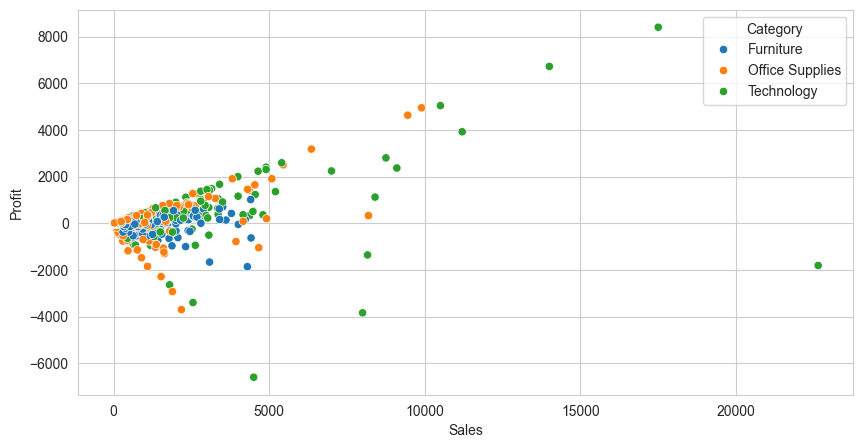 8000
6000
4000
2000
0
−2000
−4000
−6000
Profit
0
5000
10000
15000
20000
Sales
Category
Furniture
Office Supplies
Technology